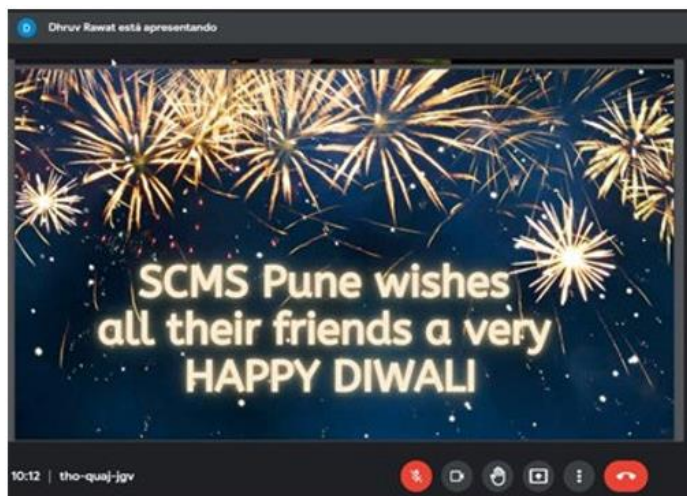 D Dhruv Rawat está apresentando
SCMS Pune wishes
all their friends a very
HAPPY DIWALI
10:12 | tho-quaj-jgv